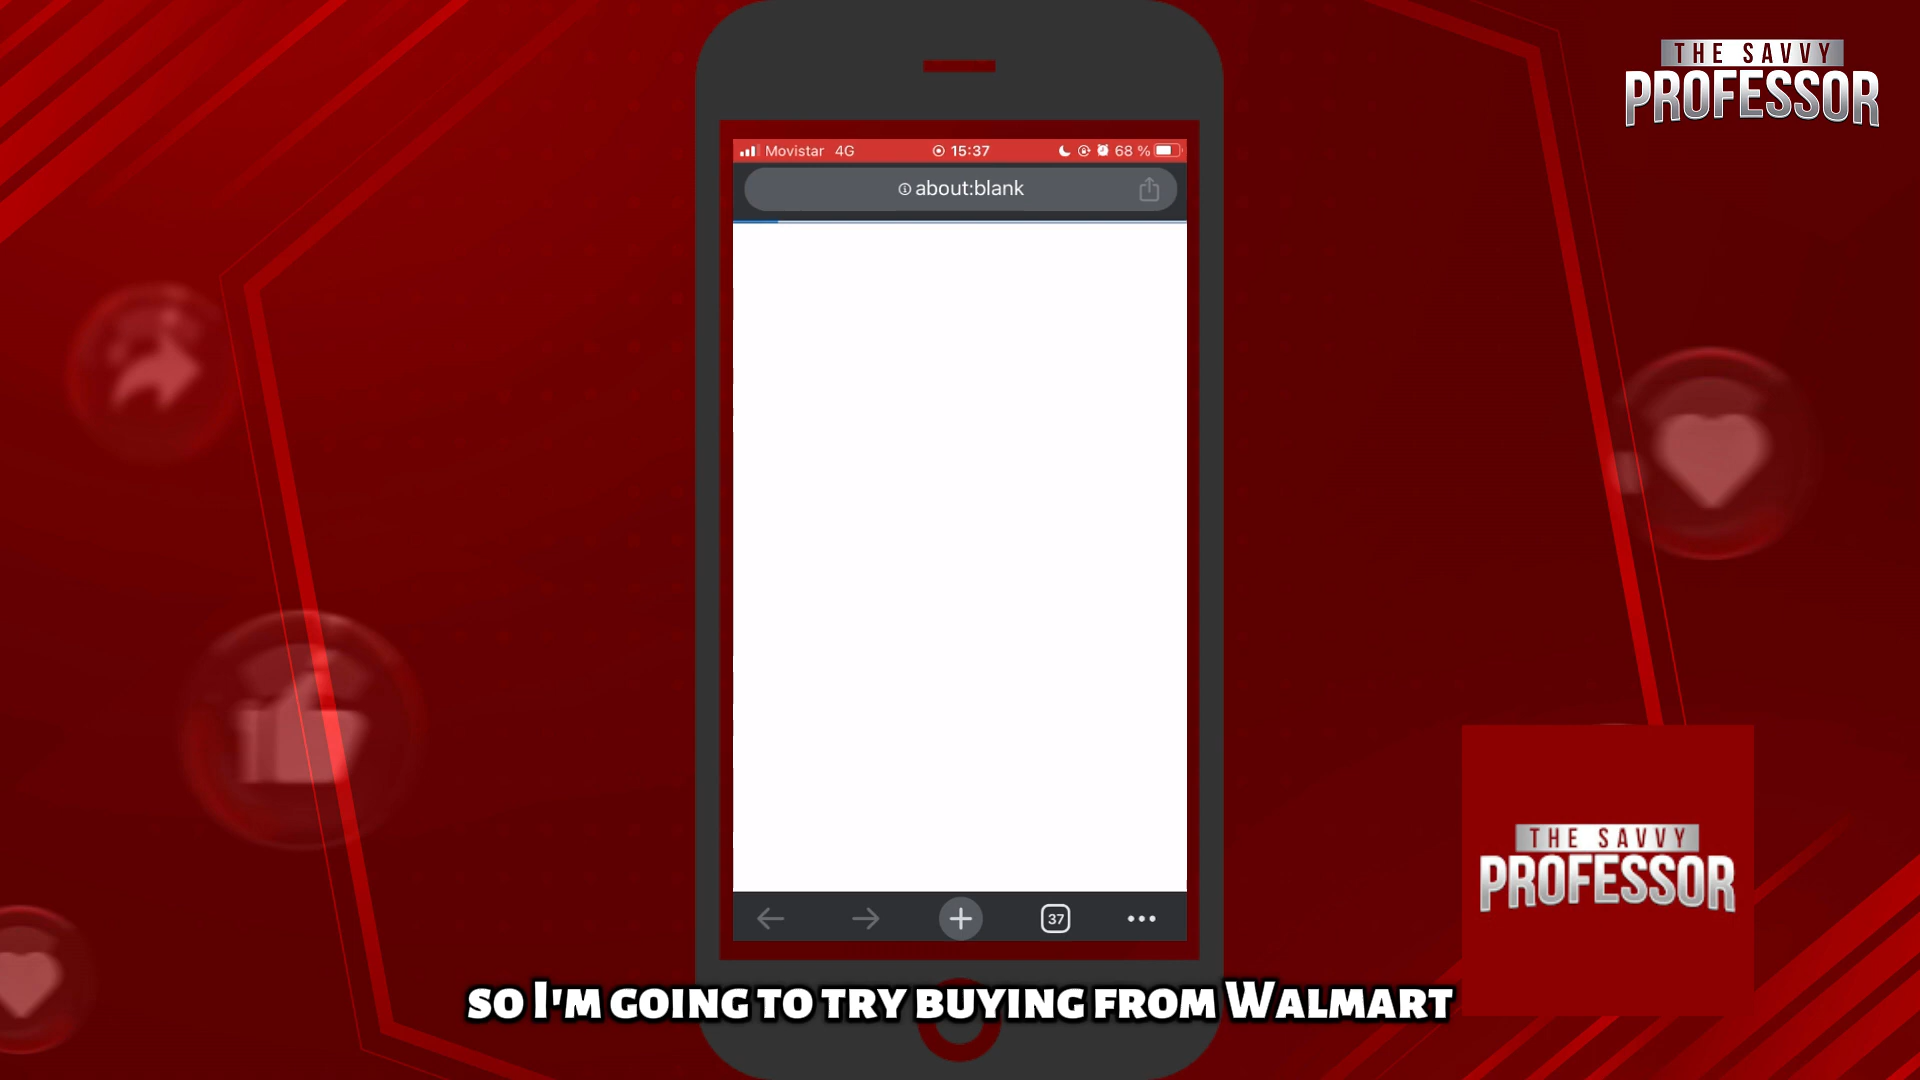 THE SAVVY
PROFESSOR
Movistar 4G 15:37 68 %
about:blank
37
THE SAVVY
PROFESSOR
so I'm going to try buying from Walmart